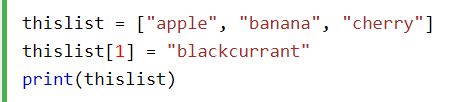 thislist = ["apple", "banana", "cherry"]
thislist[1] = "blackcurrant"
print(thislist)